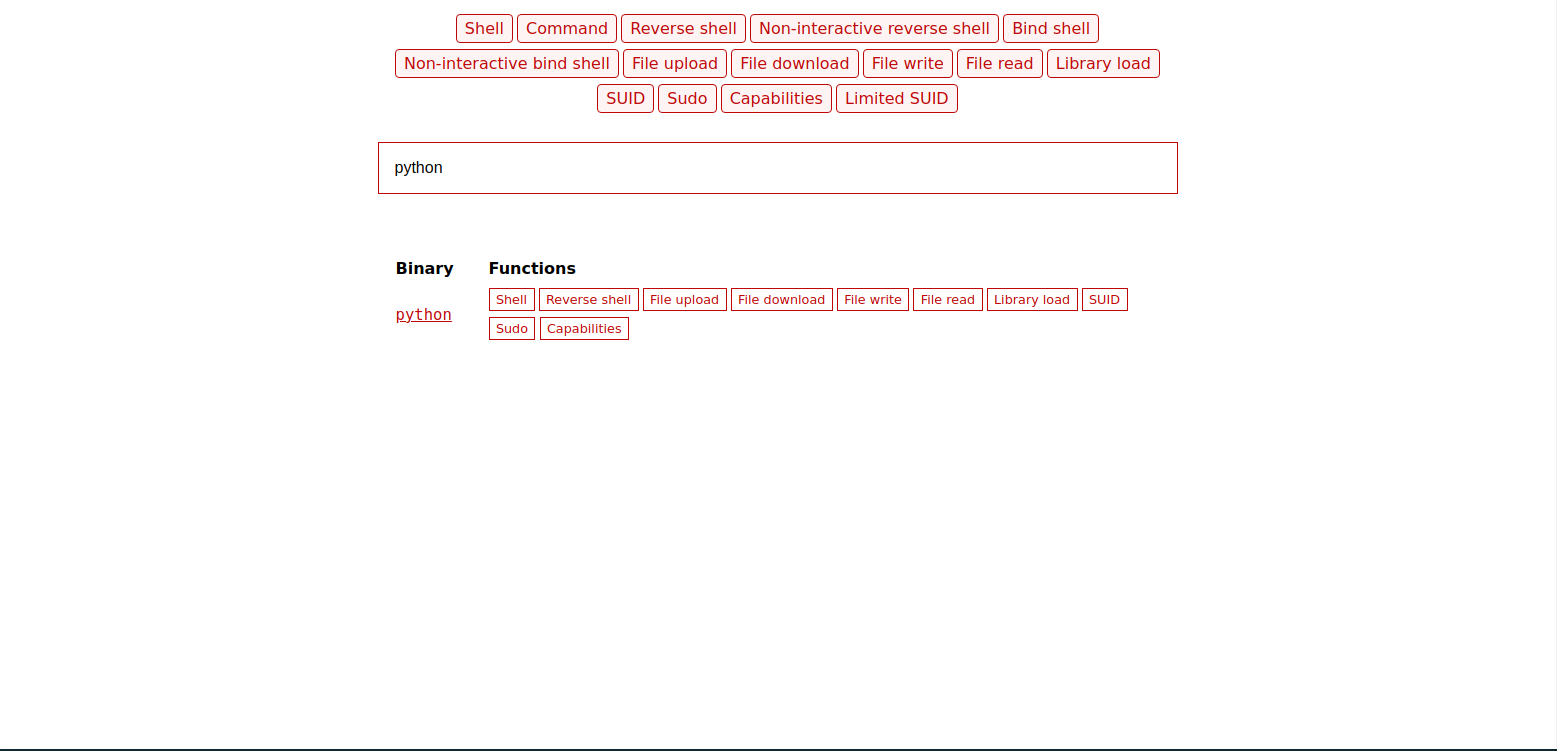 Shell Command Reverse shell Non-interactive reverse shell Bind shell
Non-interactive bind shell File upload File download File write File read Library load
SUID Sudo Capabilities Limited SUID
python
Binary Functions
Shell Reverse shell File upload File download File write File read Library load SUID
python
Sudo Capabilities